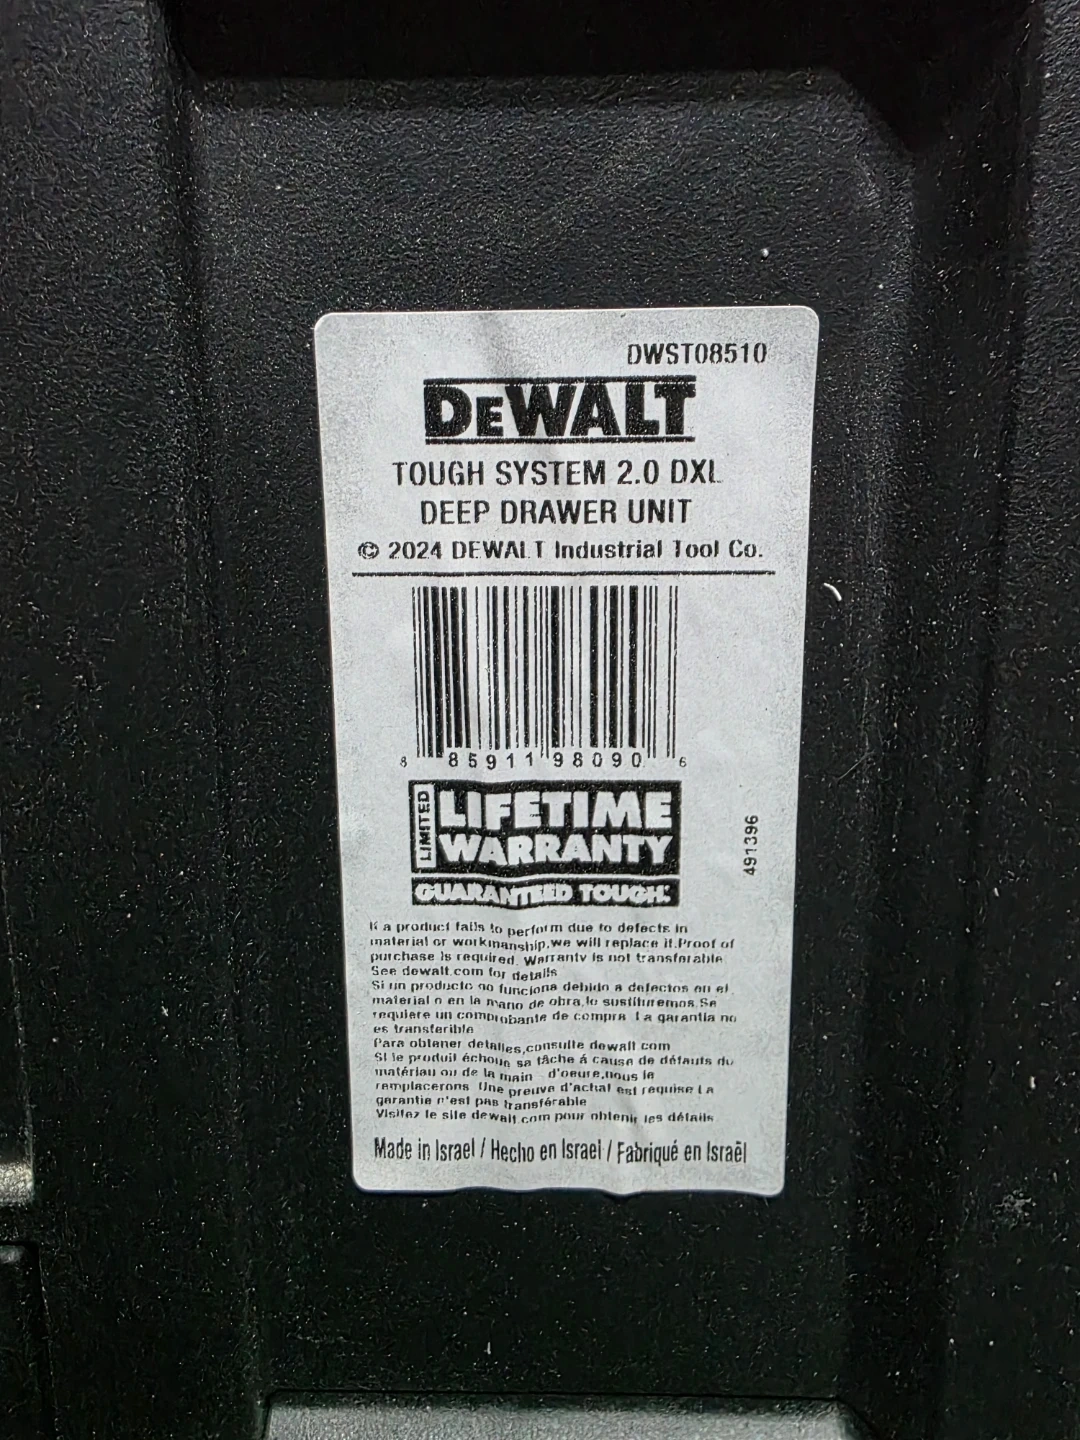 DWST08510
DEWALT
TOUGH SYSTEM 2.0 DXL
DEEP DRAWER UNIT
© 2024 DEWALT Industrial Tool Co.
8 85911 98090 6
LIMITED
LIFETIME
WARRANTY
GUARANTEED TOUGH.
491396
If a product fails to perform due to defects in
material or workmanship,we will replace it.Proof of
purchase is required. Warranty is not transferable
See dewalt.com for details
Si un producto no funciona debido a defectos en el
material o en la mano de obra,lo sustituiremos.Se
requiere un comprobante de compra La garantia no
es transferible
Para obtener detalles,consulte dewalt com
Si le produit échoue sa tâche á cause de défauts du
matériau ou de la main d'oeure,nous le
remplacerons Une preuve d'achat est requise La
garantie n'est pas transférable
Visitez le site dewalt.com pour obtenir les détails
Made in Israel / Hecho en Israel / Fabriqué en Israël